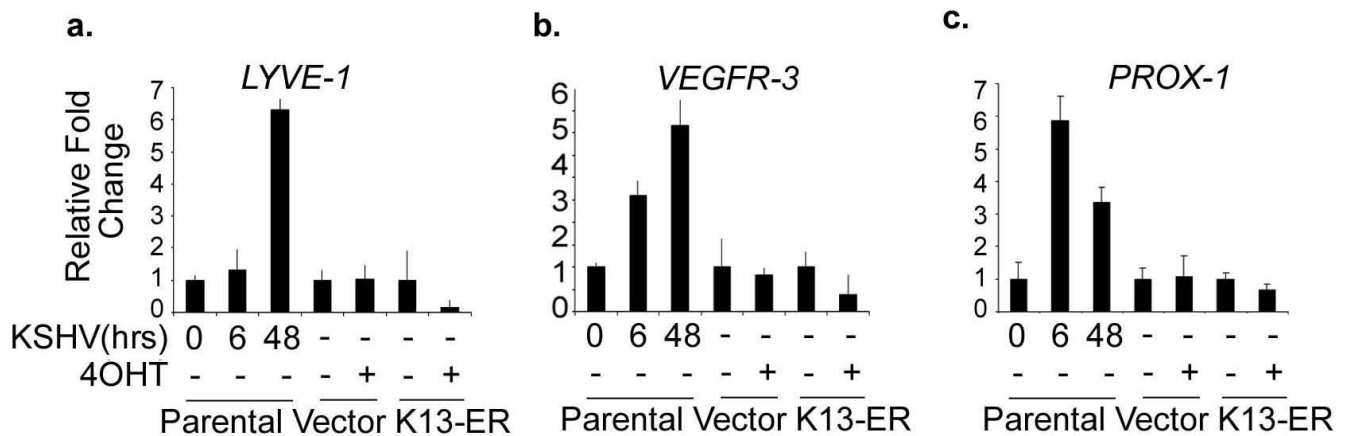 a.
LYVE-1
Relative Fold
Change
7
6
5
4
3
2
1
0
KSHV(hrs) 0 6 48 - - - -
4OHT - - - - + - +
Parental Vector K13-ER
b.
VEGFR-3
6
5
4
3
2
1
0
0 6 48 - - - -
- - - - + - +
Parental Vector K13-ER
c.
PROX-1
7
6
5
4
3
2
1
0
0 6 48 - - - -
- - - - + - +
Parental Vector K13-ER